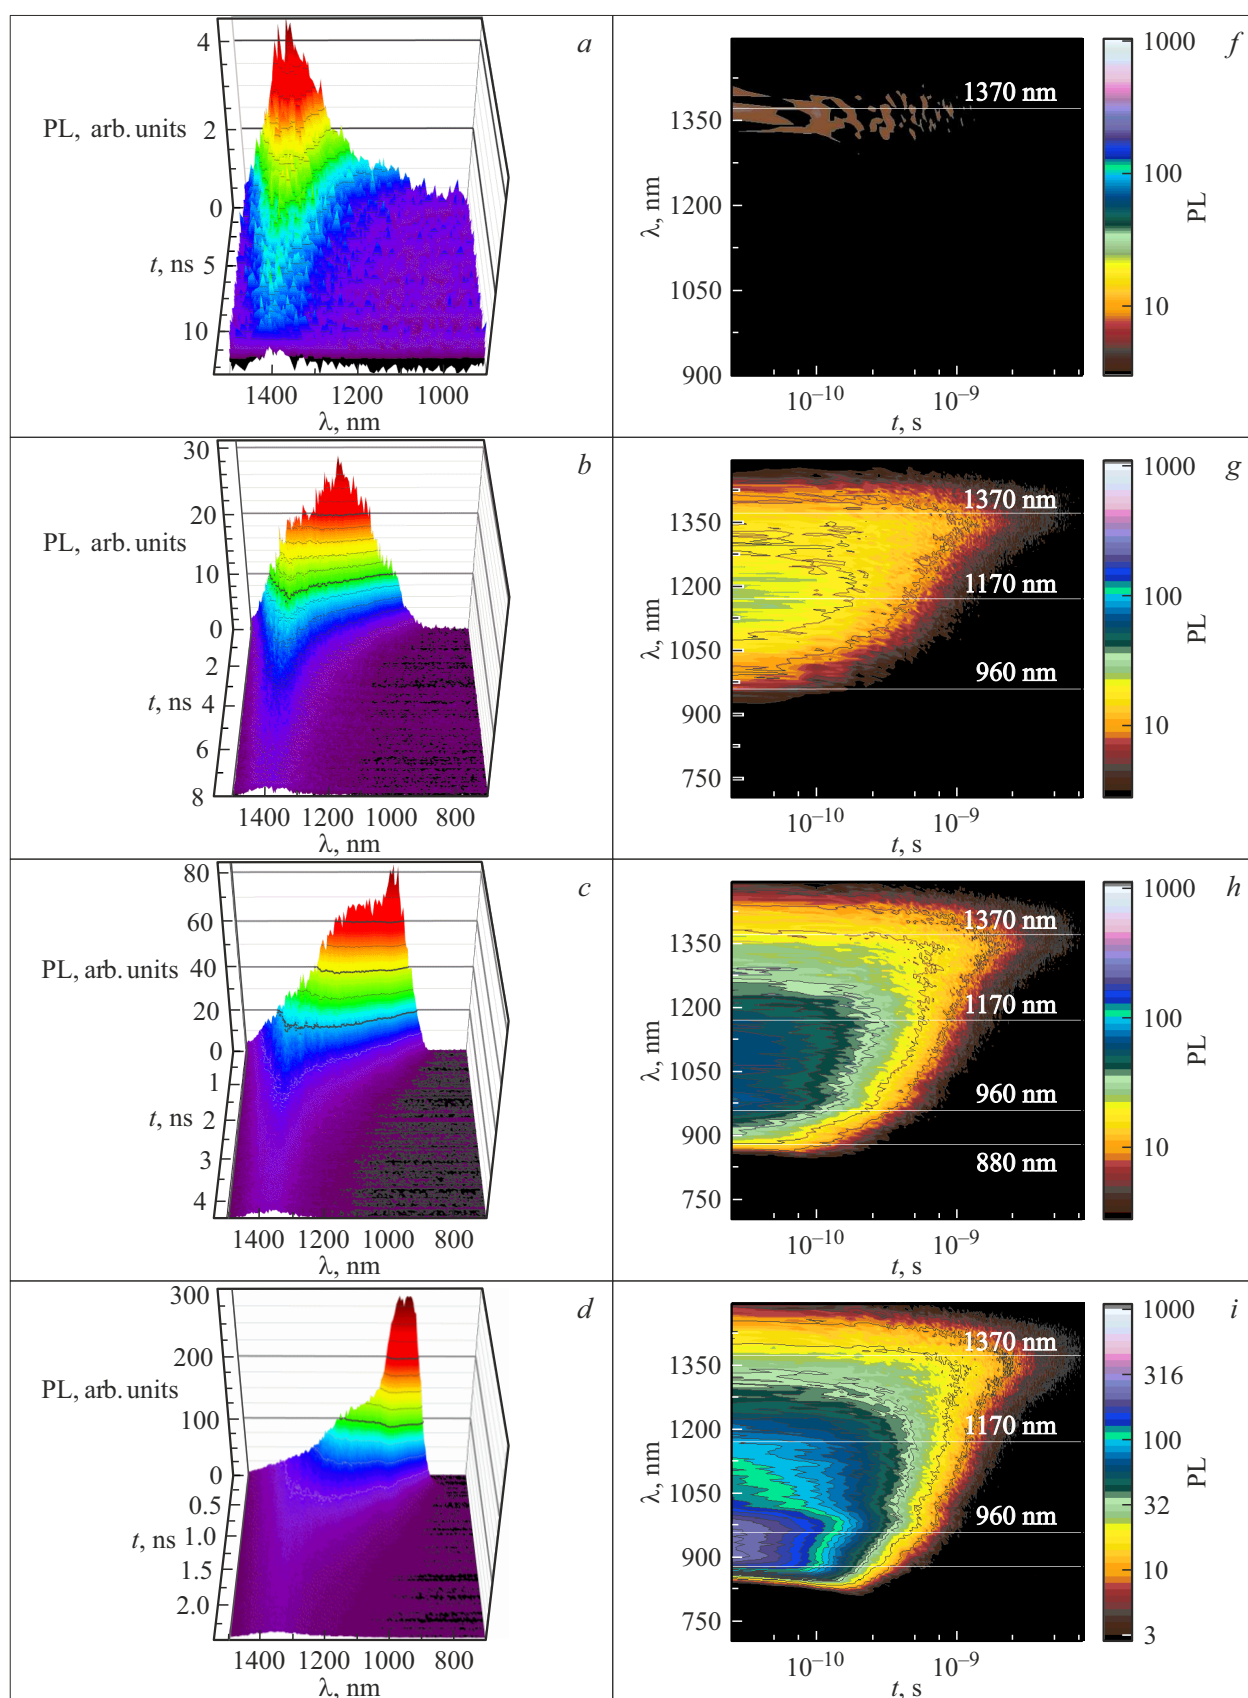 a
4
PL, arb. units
2
0
t, ns
5
10
1400 1200 1000
λ, nm
f
1000
1370 nm
1350
100
PL
λ, nm
1200
1050
10
900
10–10 10–9
t, s
b
30
20
PL, arb. units
10
0
2
t, ns
4
6
8
1400 1200 1000 800
λ, nm
g
1000
1370 nm
1350
λ, nm
1200
1170 nm
100
PL
1050
960 nm
900
10
750
10–10 10–9
t, s
c
80
60
PL, arb. units
40
20
0
1
t, ns
2
3
4
1400 1200 1000 800
λ, nm
h
1000
1370 nm
1350
1200
1170 nm
100
PL
λ, nm
1050
960 nm
900
880 nm
10
750
10–10 10–9
t, s
d
300
200
PL, arb. units
100
0
0.5
t, ns
1.0
1.5
2.0
1400 1200 1000 800
λ, nm
i
1000
1370 nm
1350
316
1200
1170 nm
100
PL
λ, nm
1050
32
960 nm
900
10
750
3
10–10 10–9
t, s